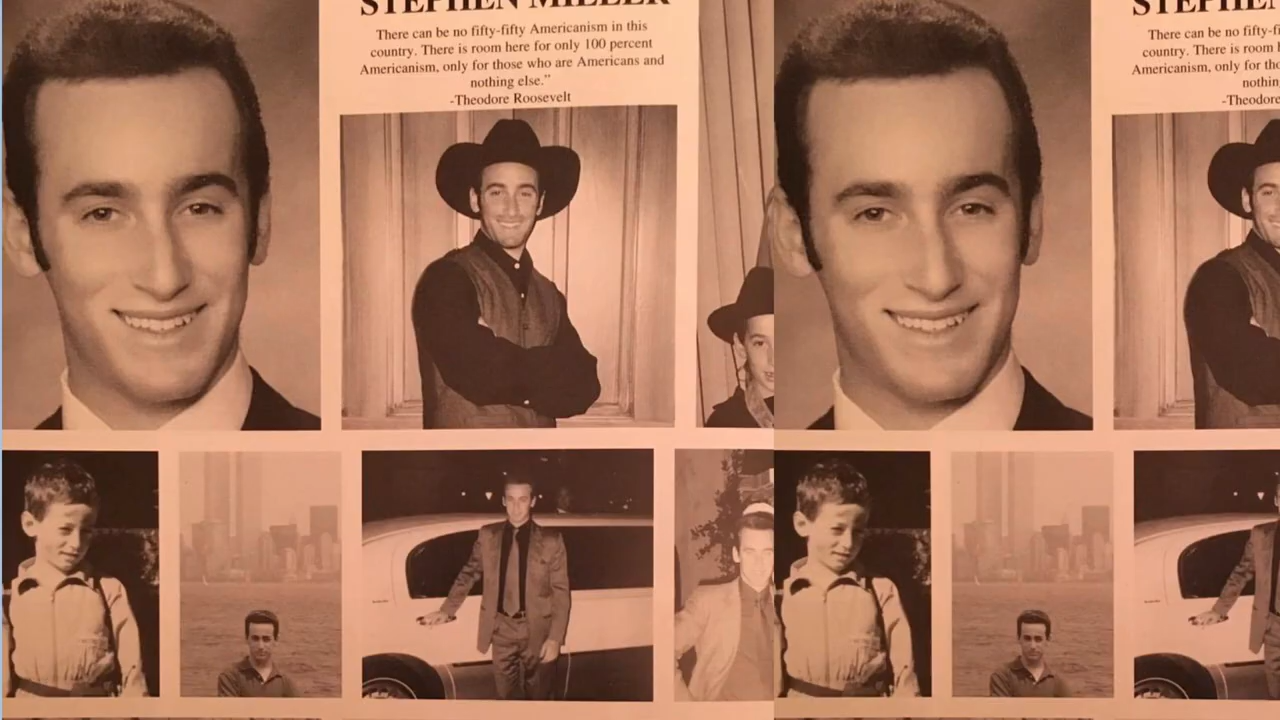 STEPHEN MILLER
There can be no fifty-fifty Americanism in this
country. There is room here for only 100 percent
Americanism, only for those who are Americans and
nothing else.”
-Theodore Roosevelt
STEPHEN
There can be no fifty-fi
country. There is room
Americanism, only for tho
nothin
-Theodore